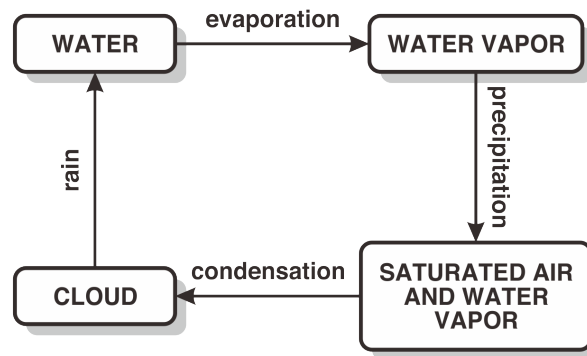 evaporation
WATER
WATER VAPOR
precipitation
rain
condensation
CLOUD
SATURATED AIR
AND WATER
VAPOR